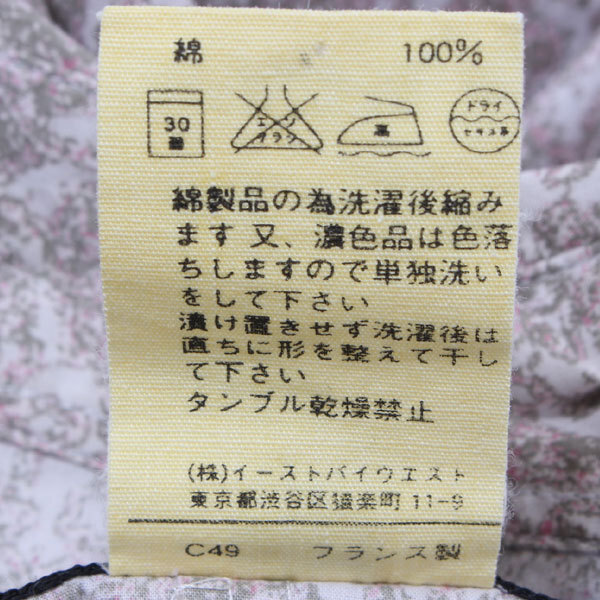 綿 100%
30 エンソ サラシ 高 ドライ
セキユ系
綿製品の為洗濯後縮み
ます又、濃色品は色落
ちしますので単独洗い
をして下さい
漬け置きせず洗濯後は
直ちに形を整えて干し
て下さい
タンブル乾燥禁止
(株)イーストバイウエスト
東京都渋谷区猿楽町 11-9
C49 フランス製